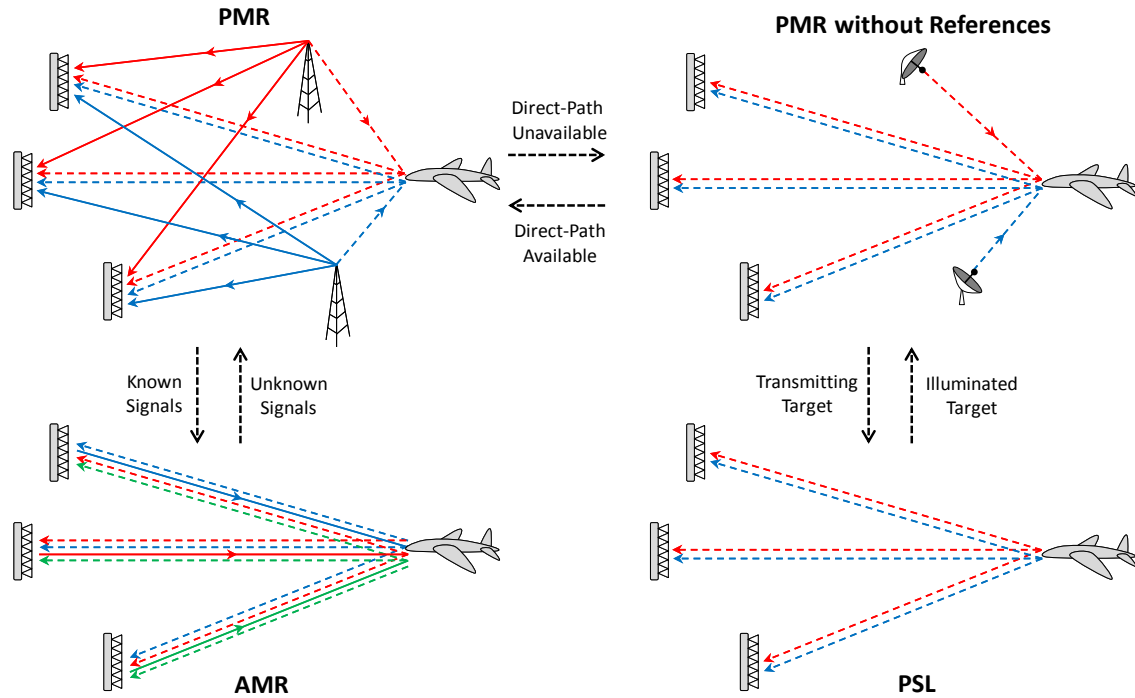 PMR
PMR without References
Direct-Path
Unavailable
Direct-Path
Available
Known
Signals
Unknown
Signals
Transmitting
Target
Illuminated
Target
AMR
PSL